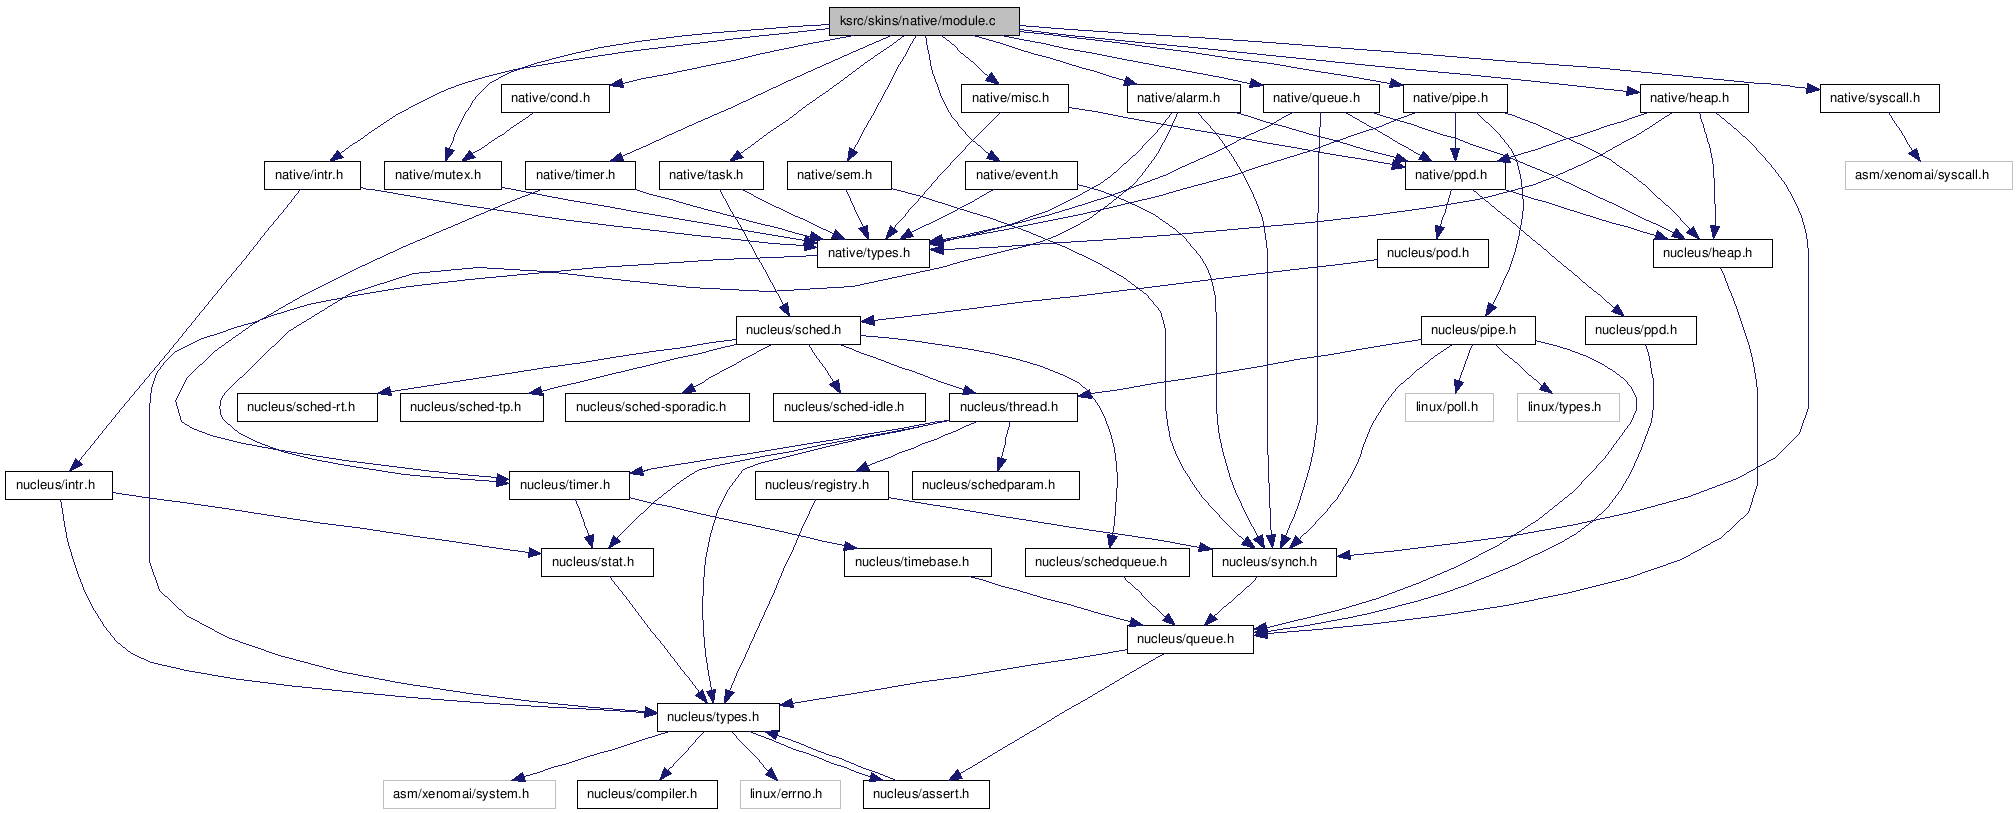 ksrc/skins/native/module.c
native/cond.h
native/misc.h
native/alarm.h
native/queue.h
native/pipe.h
native/heap.h
native/syscall.h
native/intr.h
native/mutex.h
native/timer.h
native/task.h
native/sem.h
native/event.h
native/ppd.h
asm/xenomai/syscall.h
native/types.h
nucleus/pod.h
nucleus/heap.h
nucleus/sched.h
nucleus/pipe.h
nucleus/ppd.h
nucleus/sched-rt.h
nucleus/sched-tp.h
nucleus/sched-sporadic.h
nucleus/sched-idle.h
nucleus/thread.h
linux/poll.h
linux/types.h
nucleus/intr.h
nucleus/timer.h
nucleus/registry.h
nucleus/schedparam.h
nucleus/stat.h
nucleus/timebase.h
nucleus/schedqueue.h
nucleus/synch.h
nucleus/queue.h
nucleus/types.h
asm/xenomai/system.h
nucleus/compiler.h
linux/errno.h
nucleus/assert.h